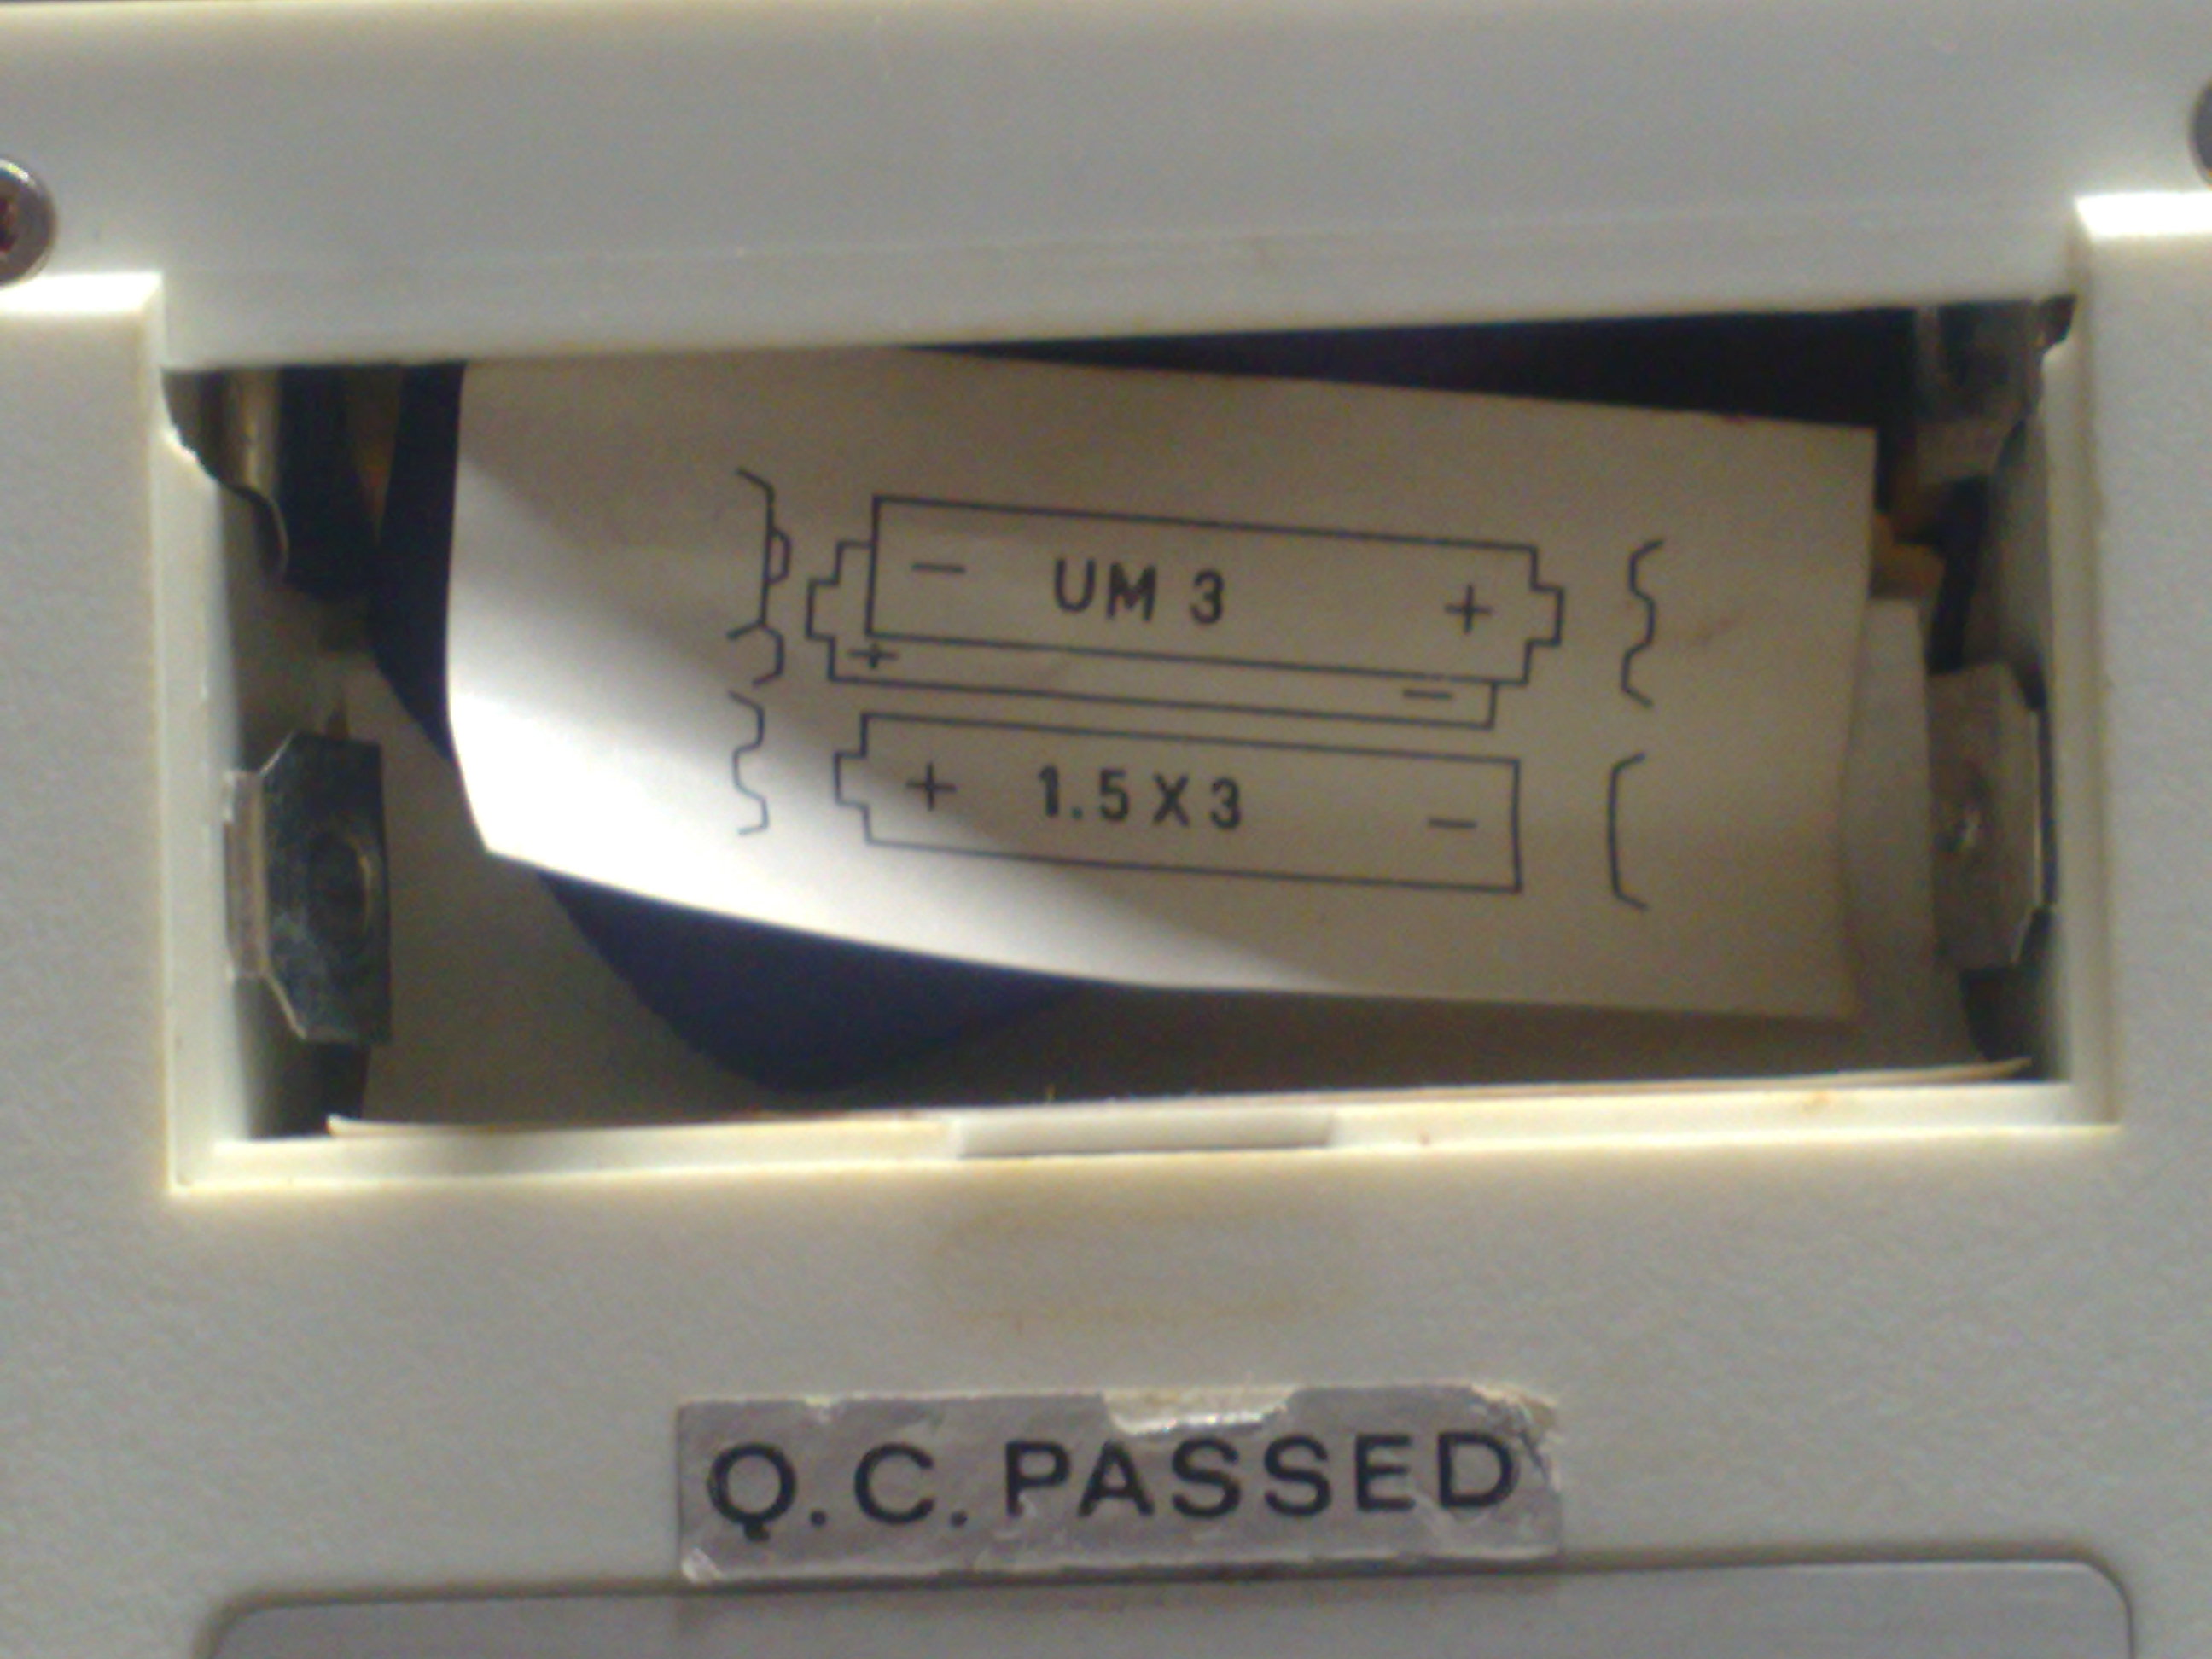 - UM 3 +
+ -
+ 1.5 X 3 -
Q.C. PASSED